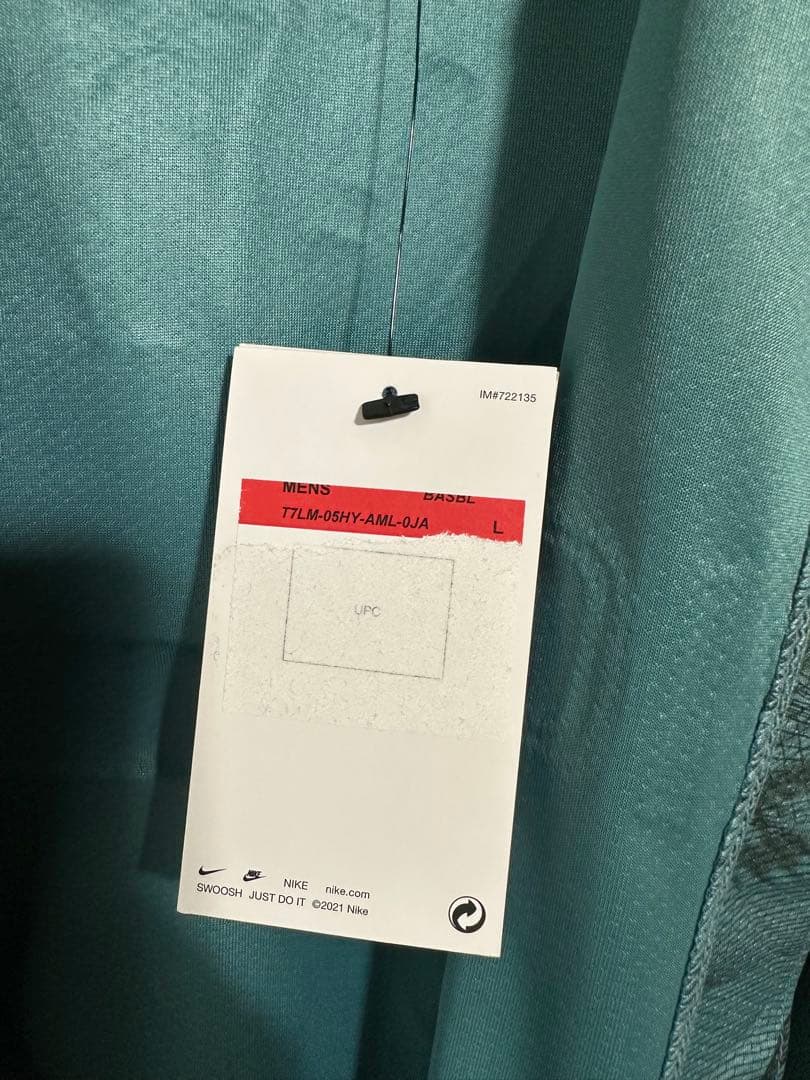 IM#722135
MENS BASBL
T7LM-05HY-AML-0JA L
UPC
NIKE nike.com
SWOOSH JUST DO IT ©2021 Nike